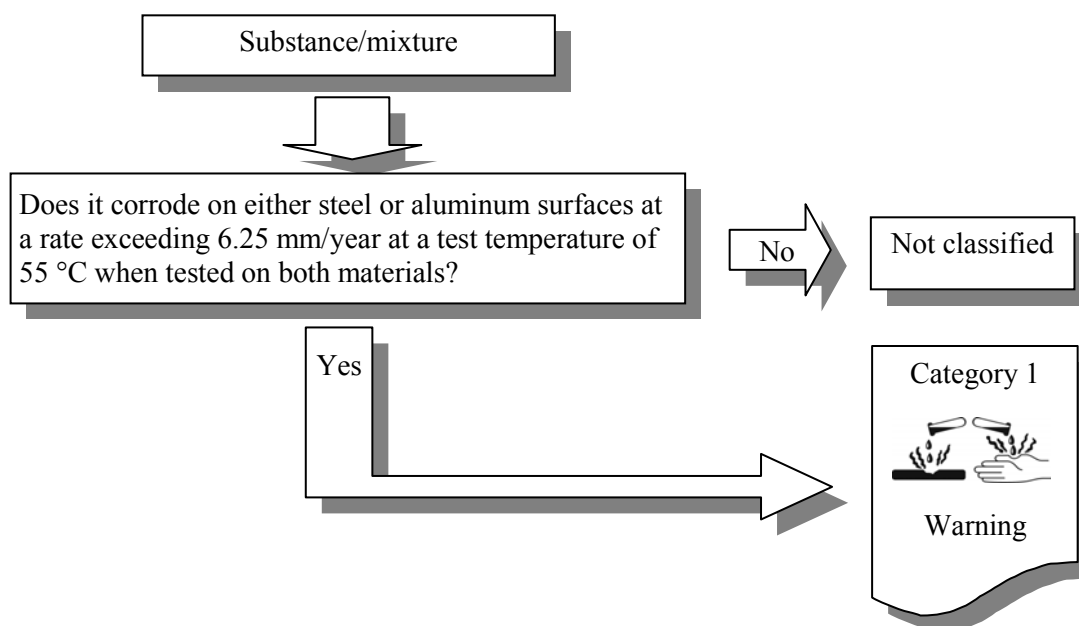 Substance/mixture
Does it corrode on either steel or aluminum surfaces at
a rate exceeding 6.25 mm/year at a test temperature of
55 °C when tested on both materials?
No
Not classified
Yes
Category 1
Warning